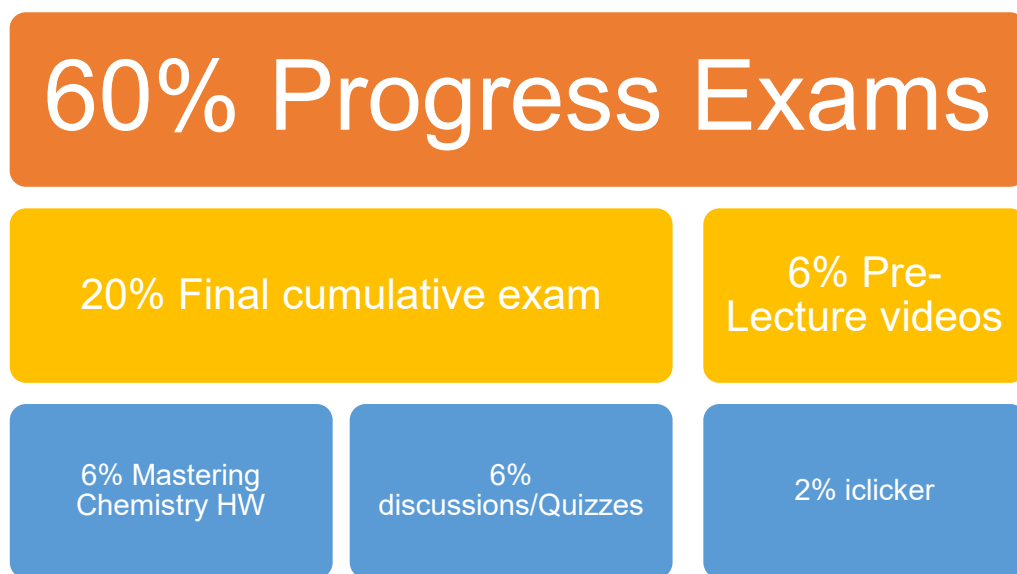 60% Progress Exams
20% Final cumulative exam
6% Pre-
Lecture videos
6% Mastering
Chemistry HW
6%
discussions/Quizzes
2% iclicker